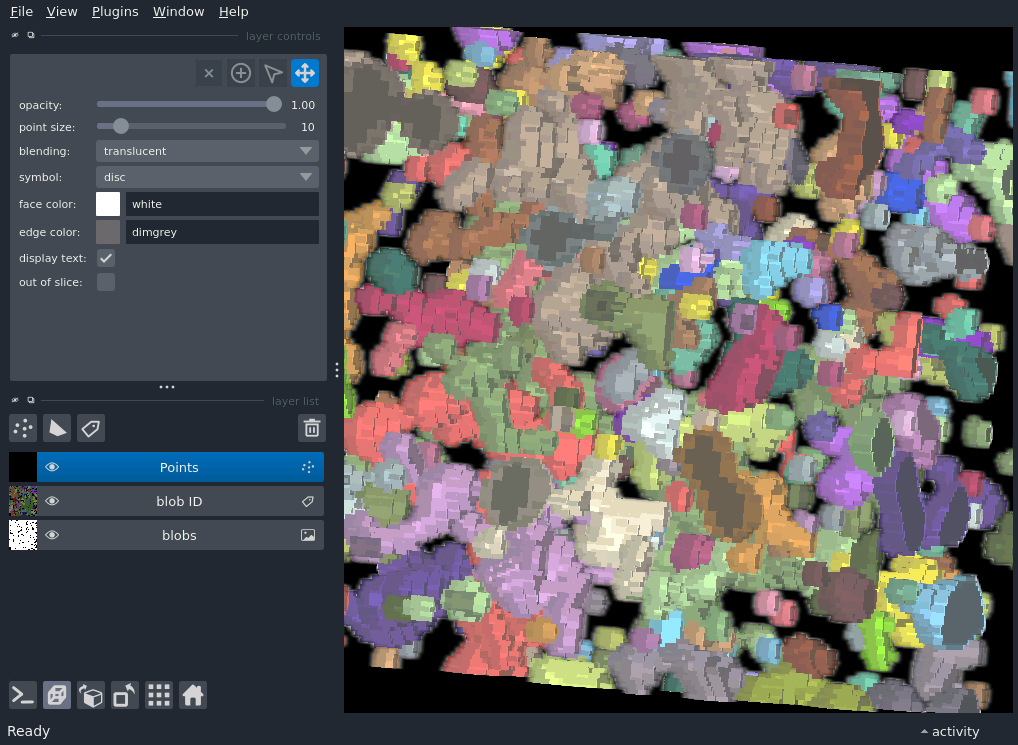 File View Plugins Window Help
layer controls
opacity: 1.00
point size: 10
blending: translucent
symbol: disc
face color: white
edge color: dimgrey
display text:
out of slice:
layer list
Points
blob ID
blobs
Ready
activity